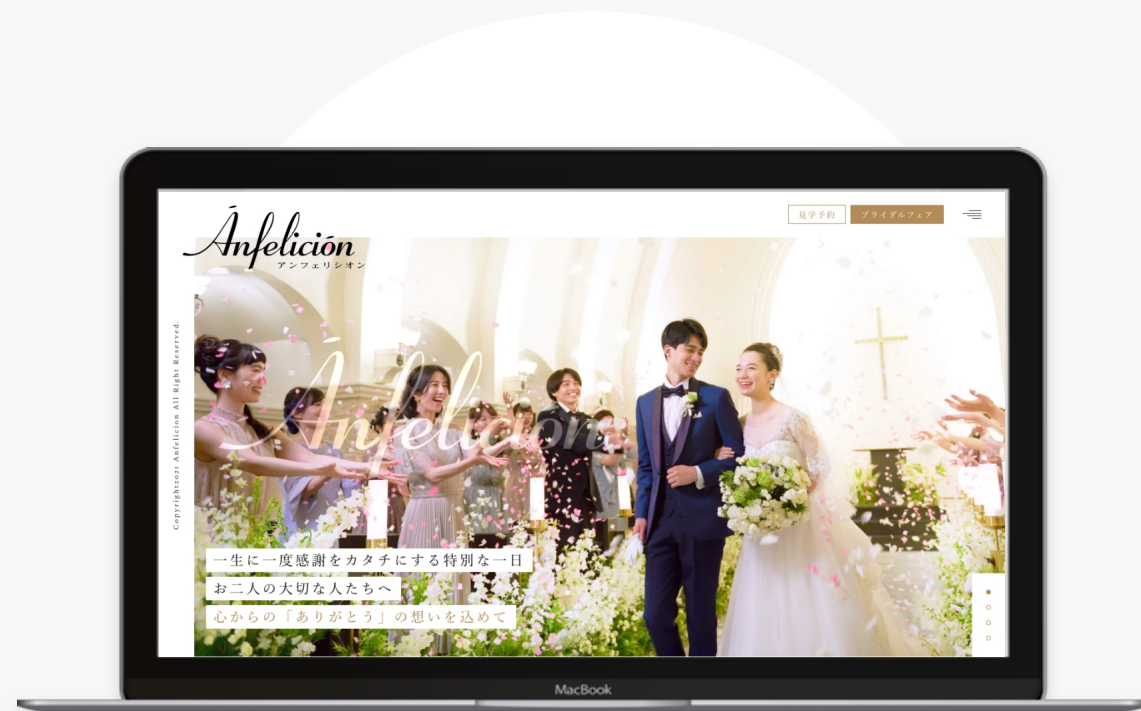 Ánfelición
アンフェリシオン
見学予約
ブライダルフェア
Copyright2021 Anfelicion All Right Reserved.
Ánfelición
一生に一度感謝をカタチにする特別な一日
お二人の大切な人たちへ
心からの「ありがとう」の想いを込めて
MacBook